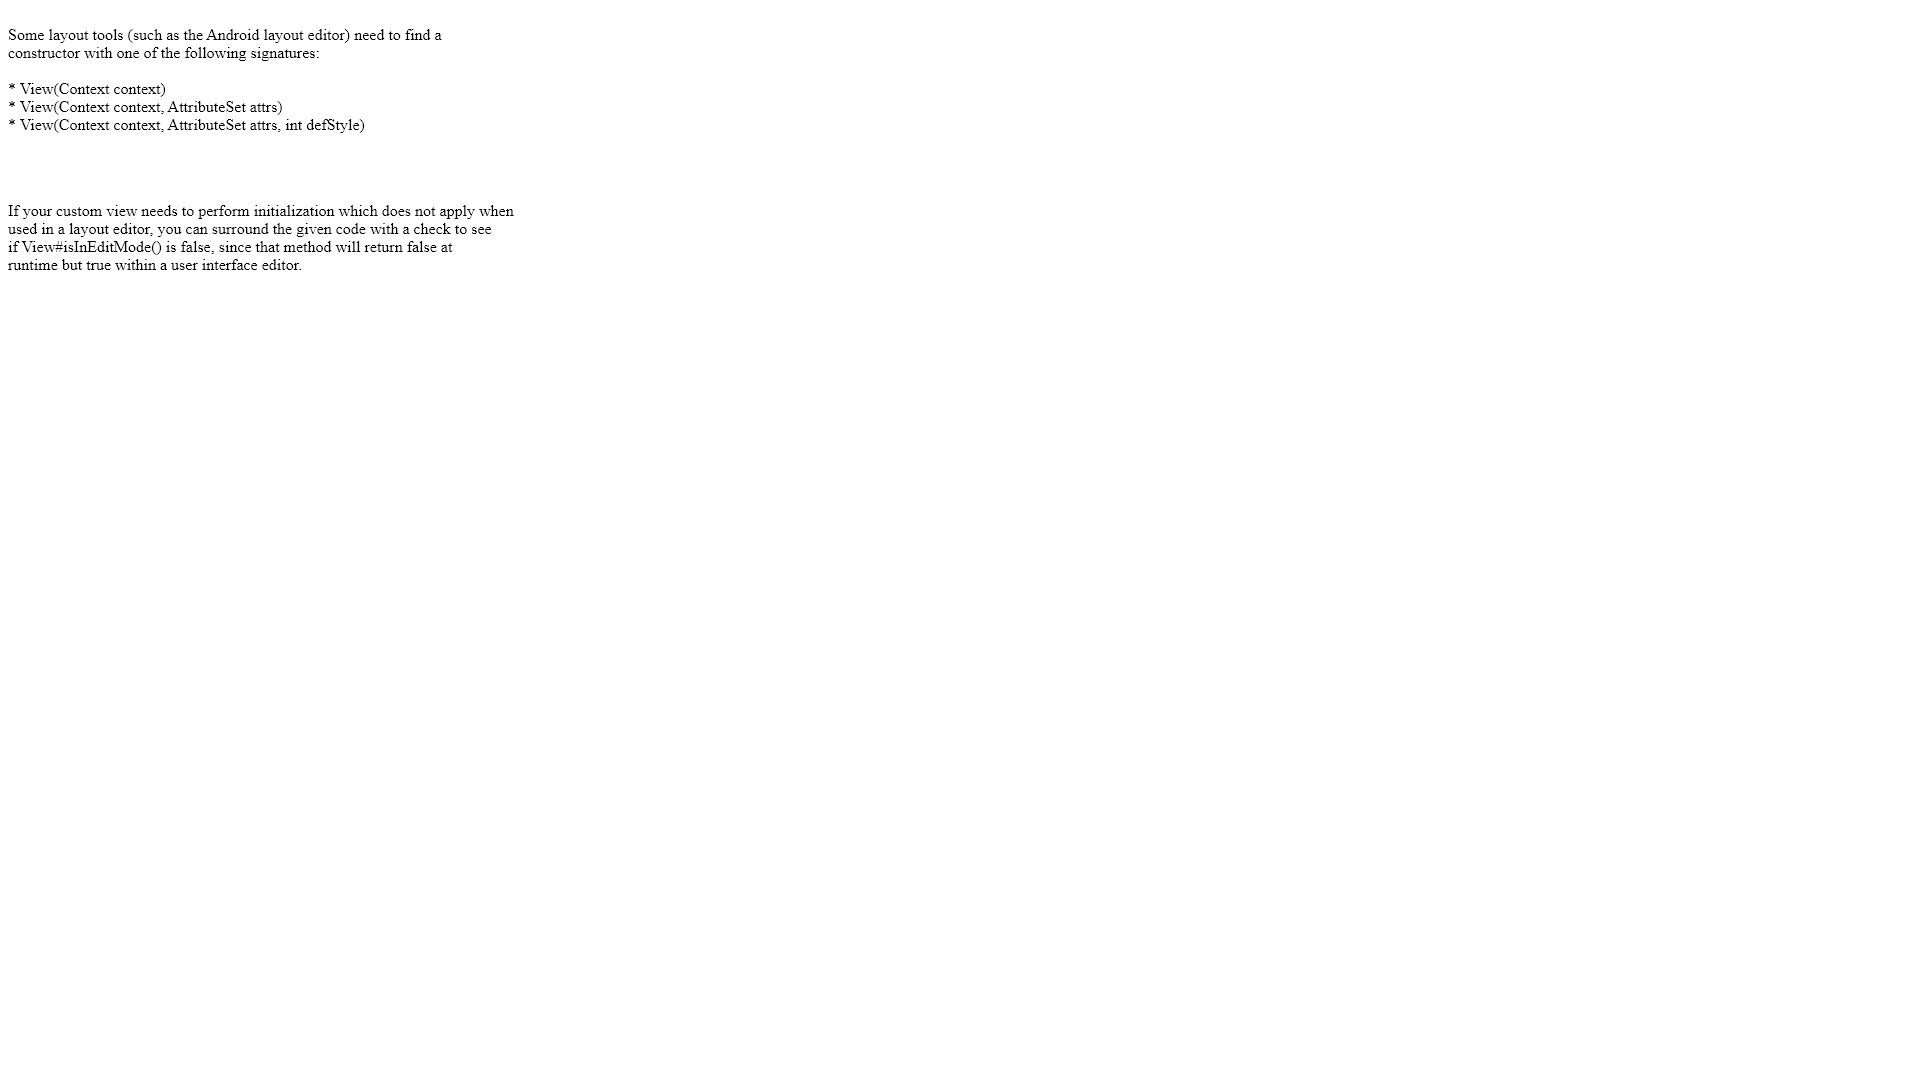 Some layout tools (such as the Android layout editor) need to find a
constructor with one of the following signatures:
* View(Context context)
* View(Context context, AttributeSet attrs)
* View(Context context, AttributeSet attrs, int defStyle)
If your custom view needs to perform initialization which does not apply when
used in a layout editor, you can surround the given code with a check to see
if View#isInEditMode() is false, since that method will return false at
runtime but true within a user interface editor.